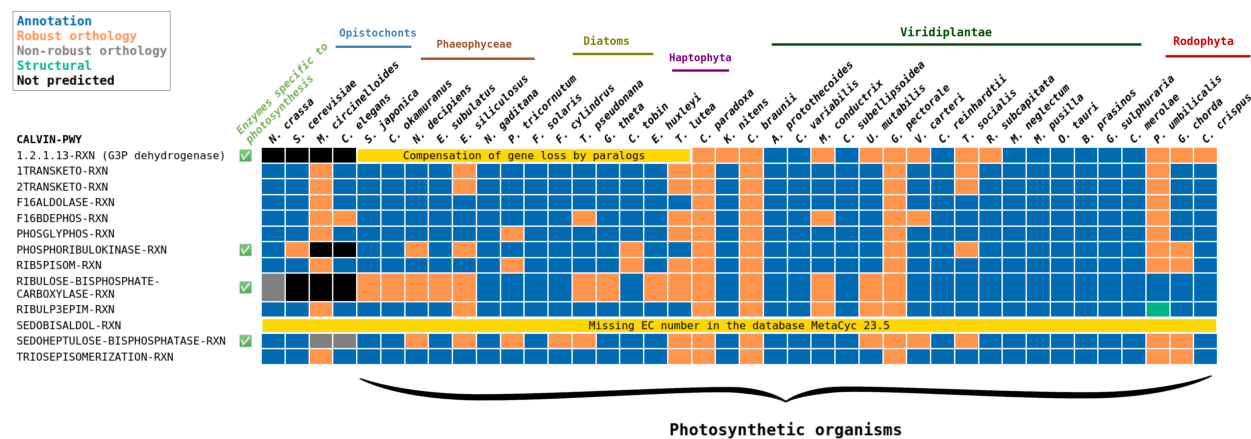 Annotation
Robust orthology
Non-robust orthology
Structural
Not predicted
Enzymes specific to
photosynthesis
Opistochonts
Phaeophyceae
Diatoms
Haptophyta
Viridiplantae
Rodophyta
N. crassa
S. cerevisiae
M. circinelloides
C. elegans
S. japonica
C. okamuranus
N. decipiens
E. subulatus
E. siliculosus
N. gaditana
P. tricornutum
F. solaris
F. cylindrus
T. pseudonana
G. theta
C. tobin
E. huxleyi
T. lutea
C. paradoxa
K. nitens
C. braunii
A. protothecoides
C. variabilis
M. conductrix
C. subellipsoidea
U. mutabilis
G. pectorale
V. carteri
C. reinhardtii
T. socialis
R. subcapitata
M. neglectum
M. pusilla
O. tauri
B. prasinos
G. sulphuraria
C. merolae
P. umbilicalis
G. chorda
C. crispus
CALVIN-PWY
1.2.1.13-RXN (G3P dehydrogenase)
Compensation of gene loss by paralogs
1TRANSKETO-RXN
2TRANSKETO-RXN
F16ALDOLASE-RXN
F16BDEPHOS-RXN
PHOSGLYPHOS-RXN
PHOSPHORIBULOKINASE-RXN
RIB5PISOM-RXN
RIBULOSE-BISPHOSPHATE-
CARBOXYLASE-RXN
RIBULP3EPIM-RXN
SEDOBISALDOL-RXN
Missing EC number in the database MetaCyc 23.5
SEDOHEPTULOSE-BISPHOSPHATASE-RXN
TRIOSEPISOMERIZATION-RXN
Photosynthetic organisms